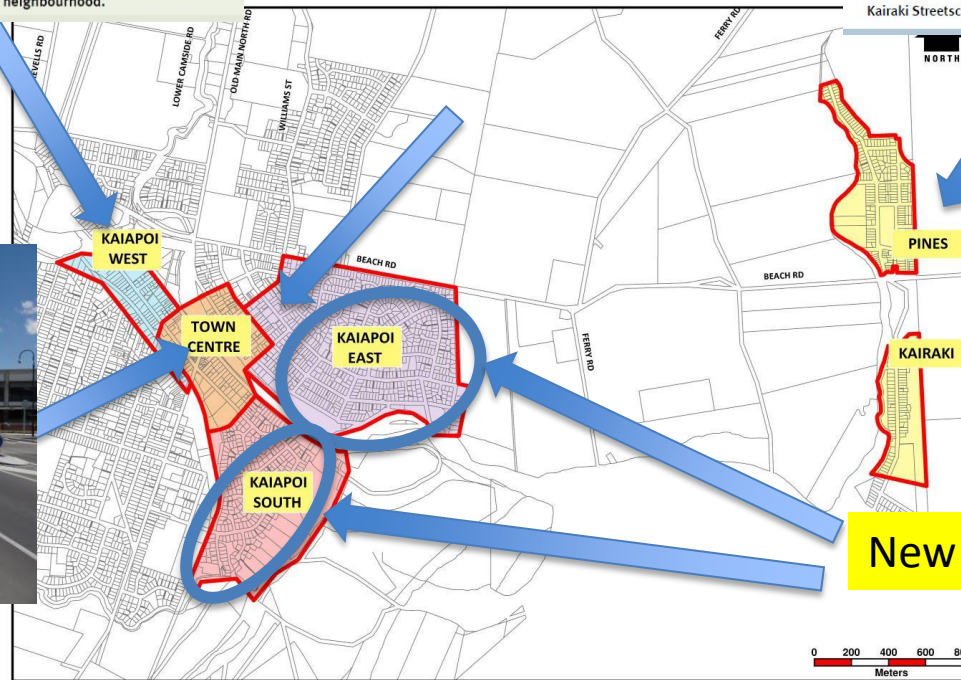 neighbourhood.
Kairaki Streetsc
NORTH
FERRY RD
LOWER CAMSIDE RD
OLD MAIN NORTH RD
WILLIAMS ST
KAIAPOI
WEST
BEACH RD
PINES
BEACH RD
TOWN
CENTRE
KAIAPOI
EAST
FERRY RD
KAIRAKI
KAIAPOI
SOUTH
New
0 200 400 600
Meters